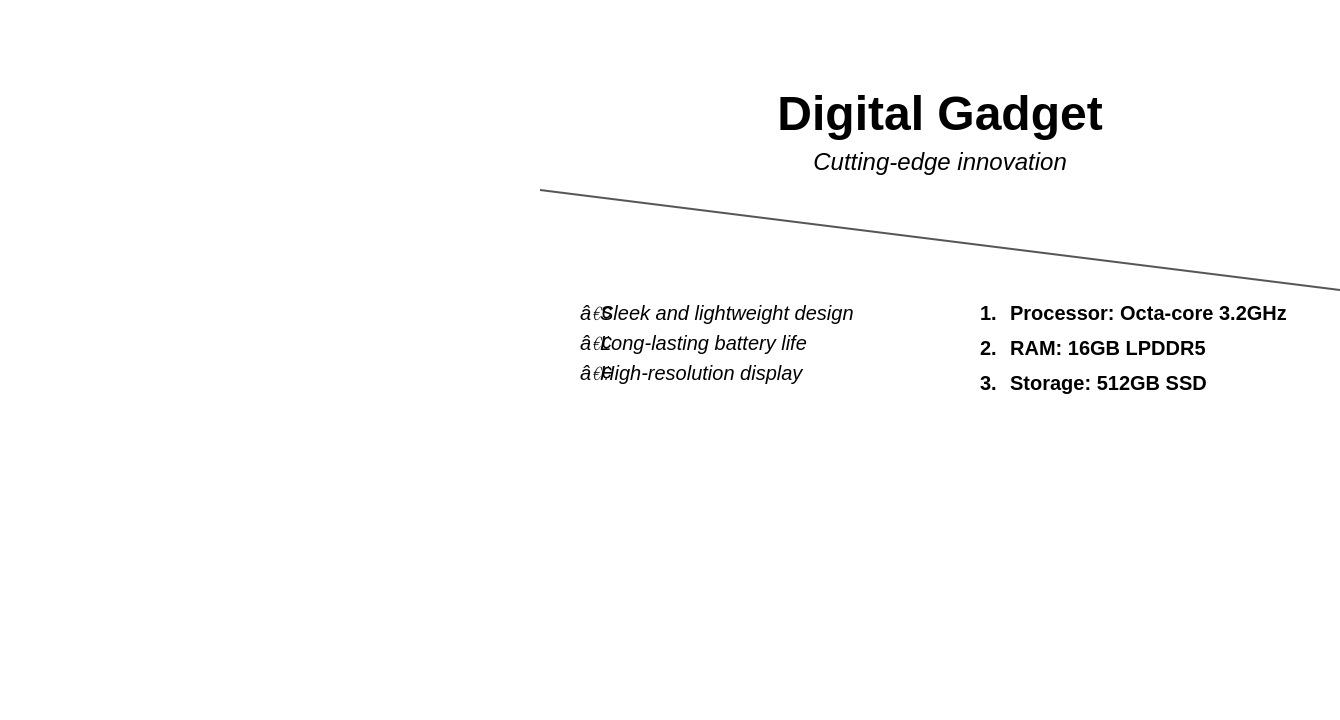 Digital Gadget
Cutting-edge innovation
Sleek and lightweight design
Long-lasting battery life
High-resolution display
1. Processor: Octa-core 3.2GHz
2. RAM: 16GB LPDDR5
3. Storage: 512GB SSD